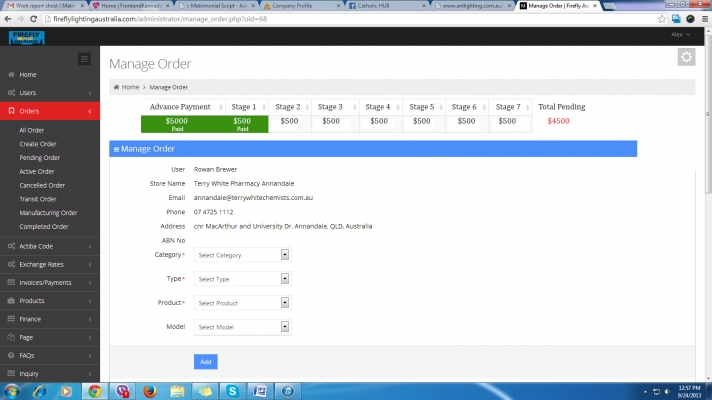 Work report sheet | Matri
Home | FrontendKannada
x Matrimonial Script - Act
Company Profile
Catholic HUB
www.anlilighting.com.au/
Manage Order | Firefly Au
fireflylightingaustralia.com/administrator/manage_order.php?oid=68
FIREFLY
Alex
Home
Users
Orders
All Order
Create Order
Pending Order
Active Order
Cancelled Order
Transit Order
Manufacturing Order
Completed Order
Actiba Code
Exchange Rates
Invoices/Payments
Products
Finance
Page
FAQs
Inquiry
Manage Order
Home > Manage Order
Advance Payment Stage 1 Stage 2 Stage 3 Stage 4 Stage 5 Stage 6 Stage 7 Total Pending
$5000 $500 $500 $500 $500 $500 $500 $500 $4500
Paid Paid
Manage Order
User Rowan Brewer
Store Name Terry White Pharmacy Annandale
Email annandale@terrywhitechemists.com.au
Phone 07 4725 1112
Address cnr MacArthur and University Dr. Annandale, QLD. Australia
ABN No
Category* Select Category
Type* Select Type
Product* Select Product
Model Select Model
Add
12:57 PM
9/24/2013